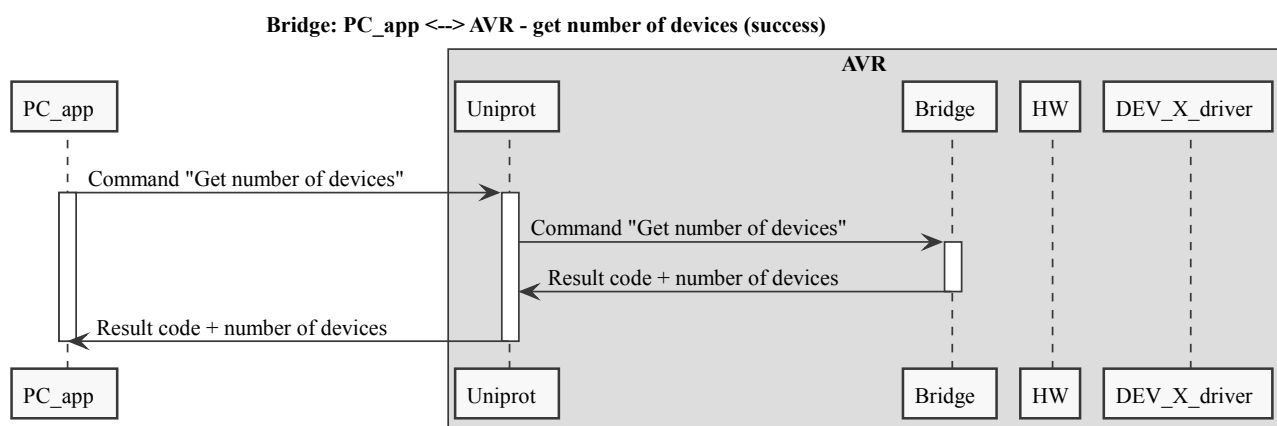 Bridge: PC_app <--> AVR - get number of devices (success)
AVR
PC_app
Uniprot
Bridge
HW
DEV_X_driver
Command "Get number of devices"
Command "Get number of devices"
Result code + number of devices
Result code + number of devices
PC_app
Uniprot
Bridge
HW
DEV_X_driver